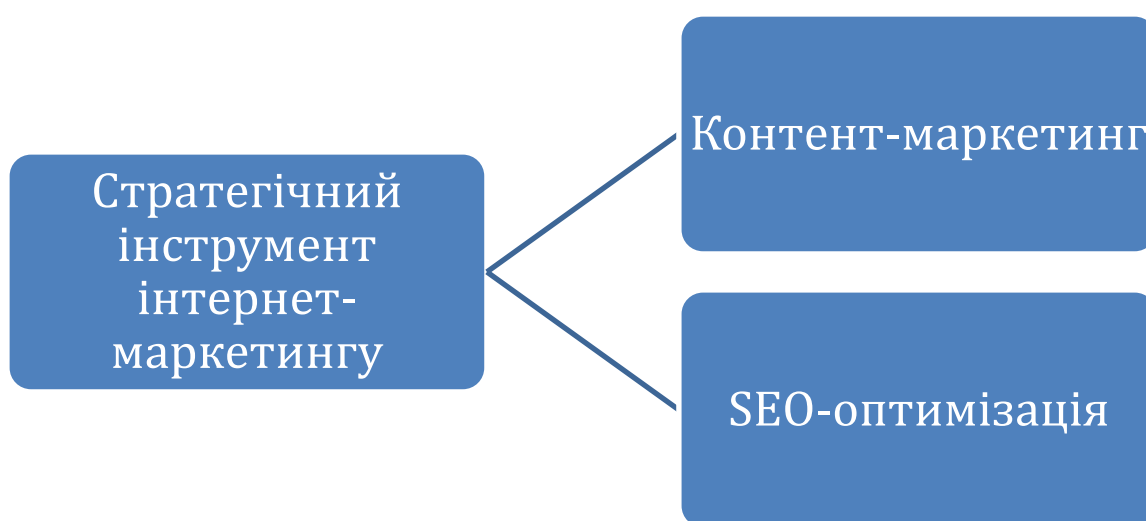 Стратегічний
інструмент
інтернет-
маркетингу
Контент-маркетинг
SEO-оптимізація